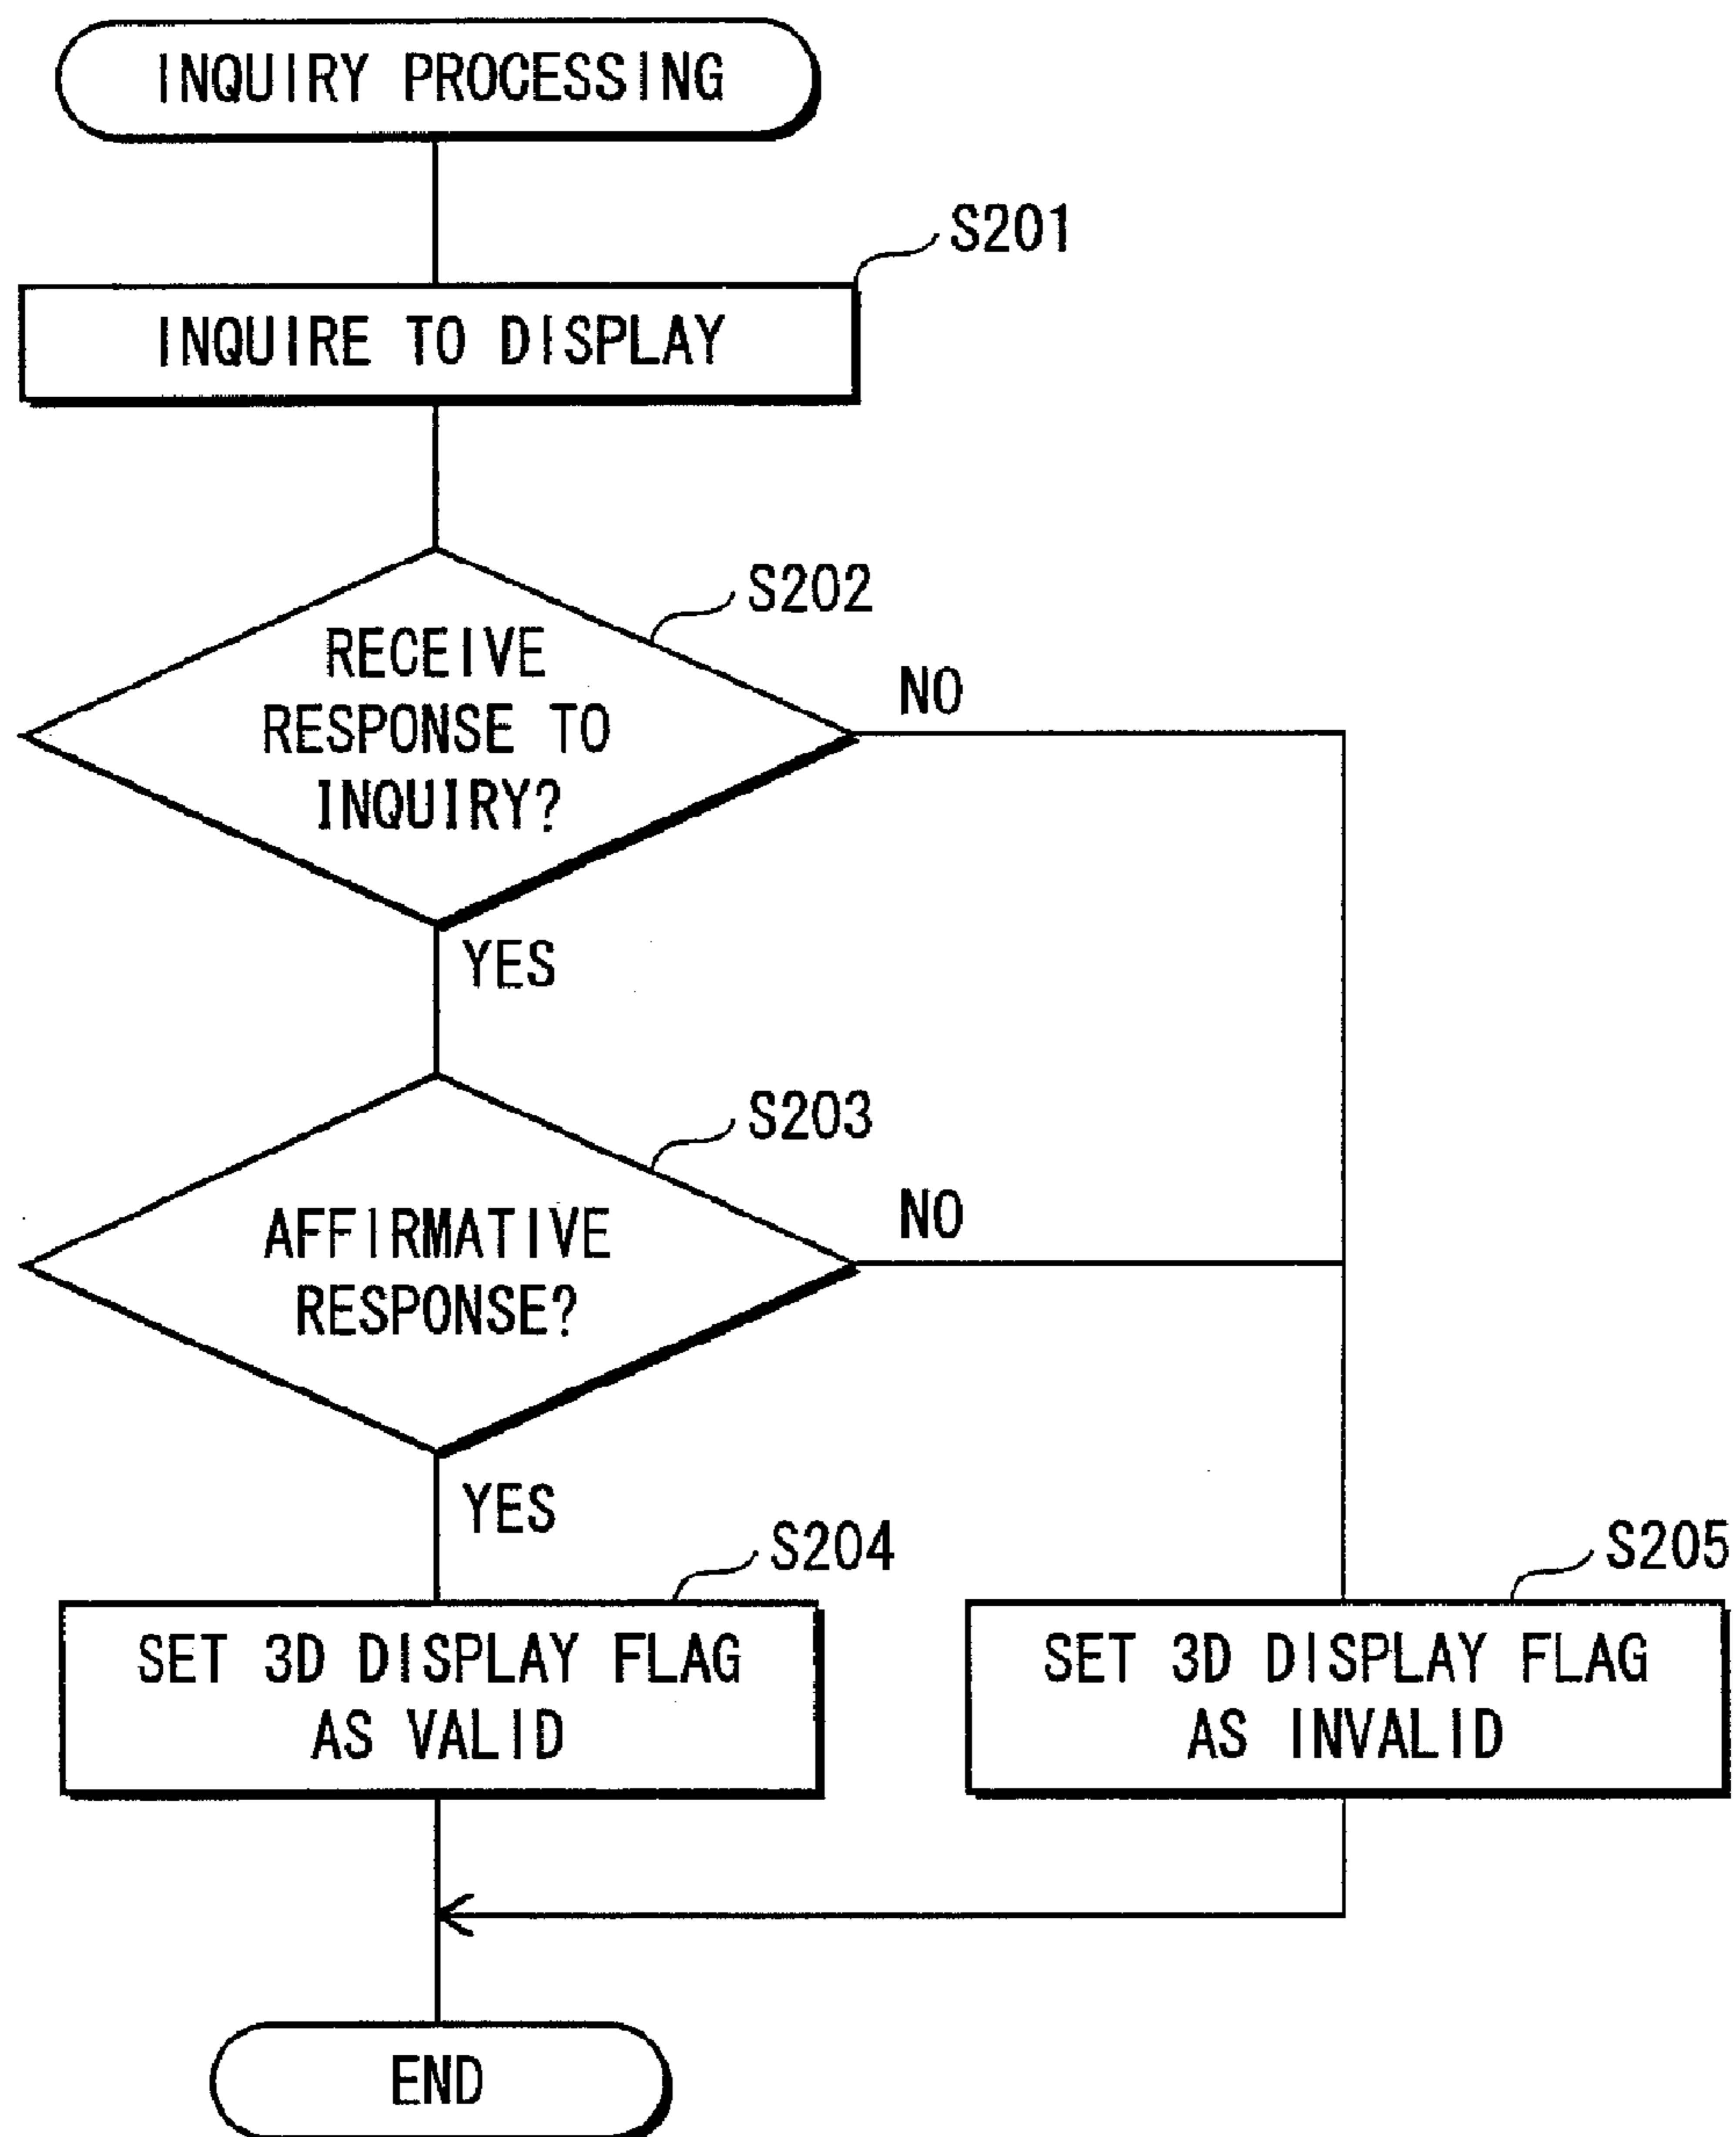 INQUIRY PROCESSING
S201
INQUIRE TO DISPLAY
S202
RECEIVE
RESPONSE TO
INQUIRY?
NO
YES
S203
AFFIRMATIVE
RESPONSE?
NO
YES
S204
SET 3D DISPLAY FLAG
AS VALID
S205
SET 3D DISPLAY FLAG
AS INVALID
END